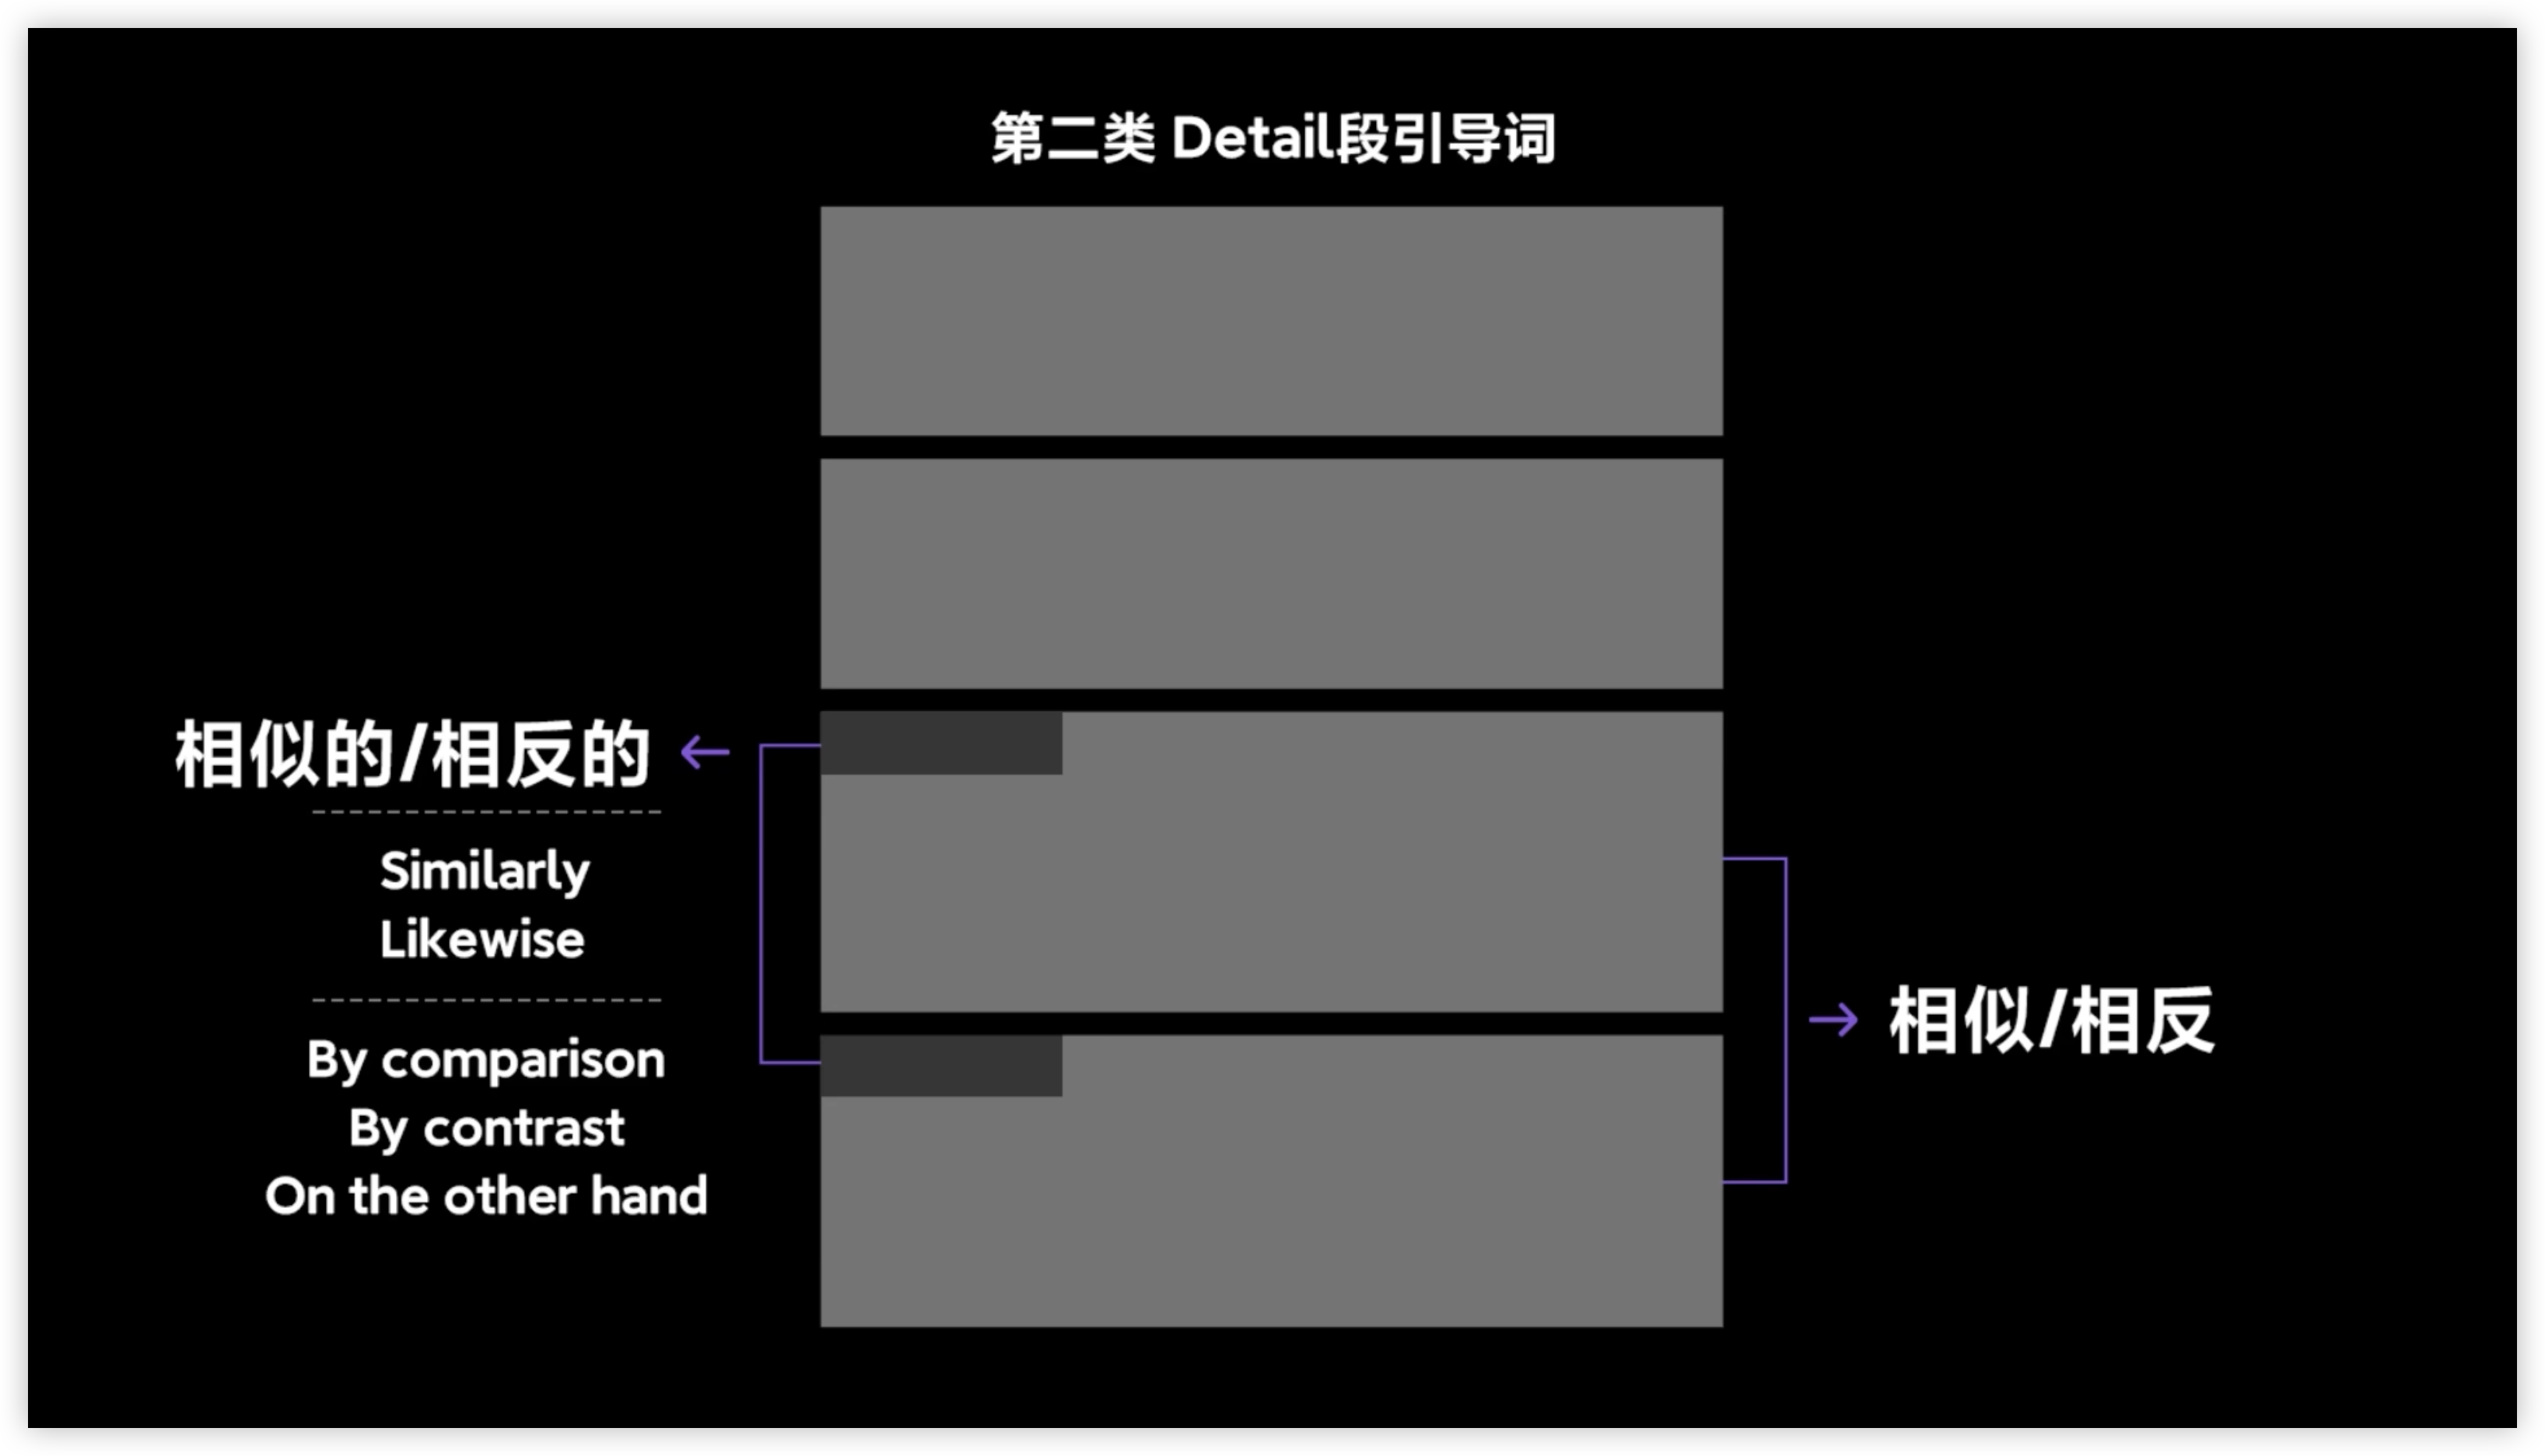 第二类 Detail段引导词
相似的/相反的
Similarly
Likewise
By comparison
By contrast
On the other hand
相似/相反